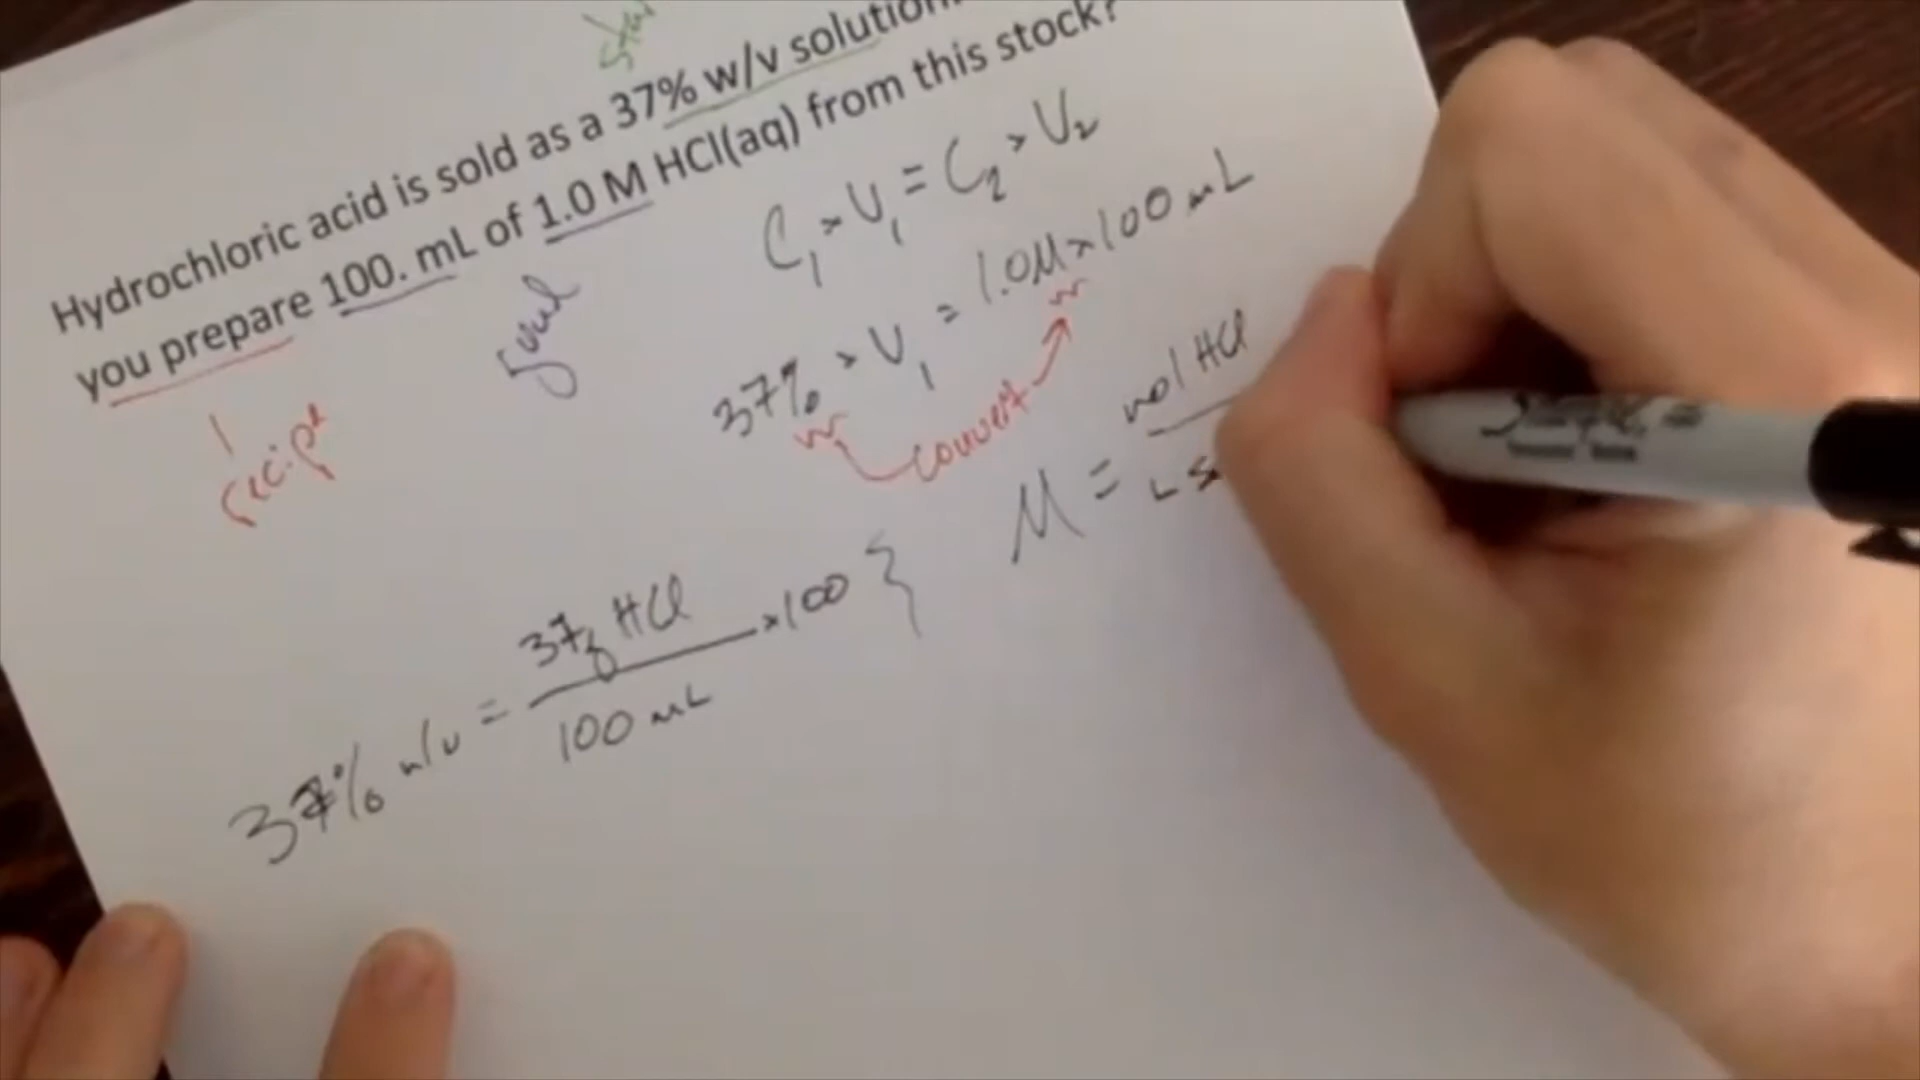 Hydrochloric acid is sold as a 37% w/v solution.
you prepare 100. mL of 1.0 M HCl(aq) from this stock?
C₁ × V₁ = C₂ × V₂
37% × V₁ = 1.0M × 100 mL
convert
recipe
M = mol HCl
L
37g HCl × 100
37% w/v =
100 mL